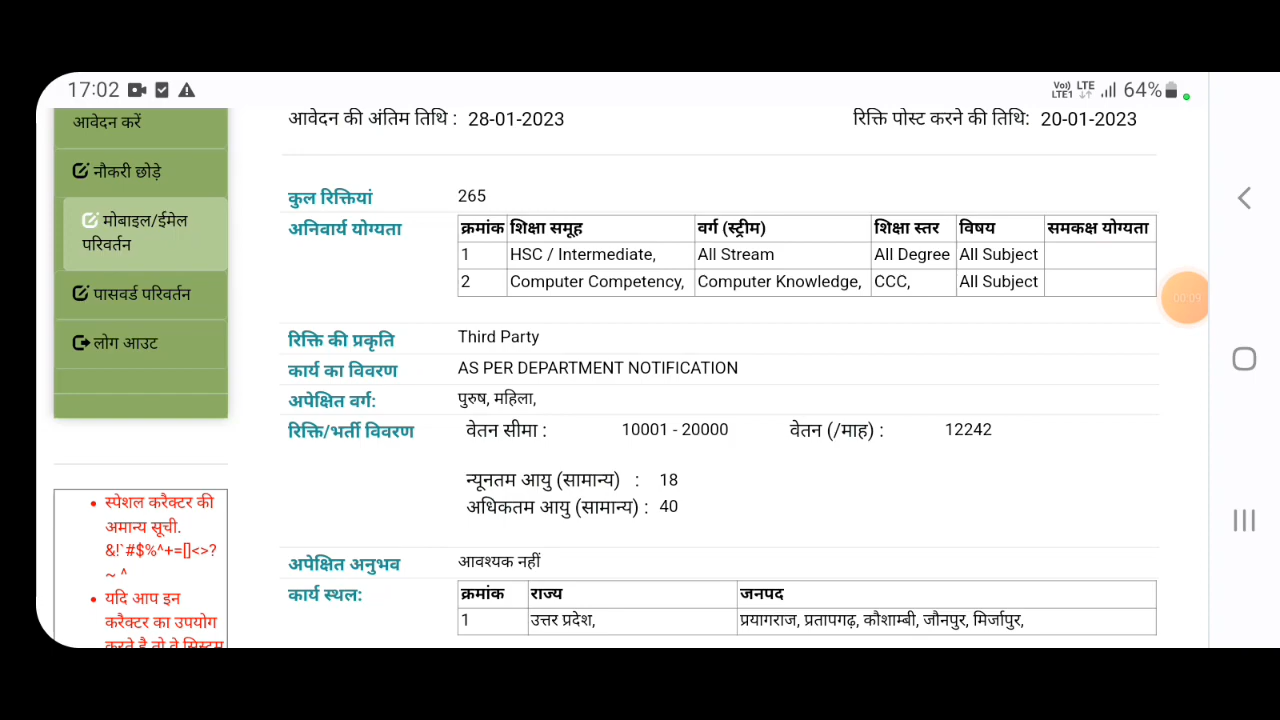 17:02
Vo) LTE1 LTE 64%
आवेदन करें
नौकरी छोड़े
मोबाइल/ईमेल
परिवर्तन
पासवर्ड परिवर्तन
लोग आउट
स्पेशल करैक्टर की
अमान्य सूची.
&!`#$%^+=[]<>?
~ ^
यदि आप इन
करैक्टर का उपयोग
करते है तो वे सिस्टम
आवेदन की अंतिम तिथि : 28-01-2023 रिक्ति पोस्ट करने की तिथि: 20-01-2023
कुल रिक्तियां 265
अनिवार्य योग्यता क्रमांक शिक्षा समूह वर्ग (स्ट्रीम) शिक्षा स्तर विषय समकक्ष योग्यता
1 HSC / Intermediate, All Stream All Degree All Subject
2 Computer Competency, Computer Knowledge, CCC, All Subject
रिक्ति की प्रकृति Third Party
कार्य का विवरण AS PER DEPARTMENT NOTIFICATION
अपेक्षित वर्ग: पुरुष, महिला,
रिक्ति/भर्ती विवरण वेतन सीमा : 10001 - 20000 वेतन (/माह) : 12242
न्यूनतम आयु (सामान्य) : 18
अधिकतम आयु (सामान्य) : 40
अपेक्षित अनुभव आवश्यक नहीं
कार्य स्थल: क्रमांक राज्य जनपद
1 उत्तर प्रदेश, प्रयागराज, प्रतापगढ़, कौशाम्बी, जौनपुर, मिर्जापुर,
00:09